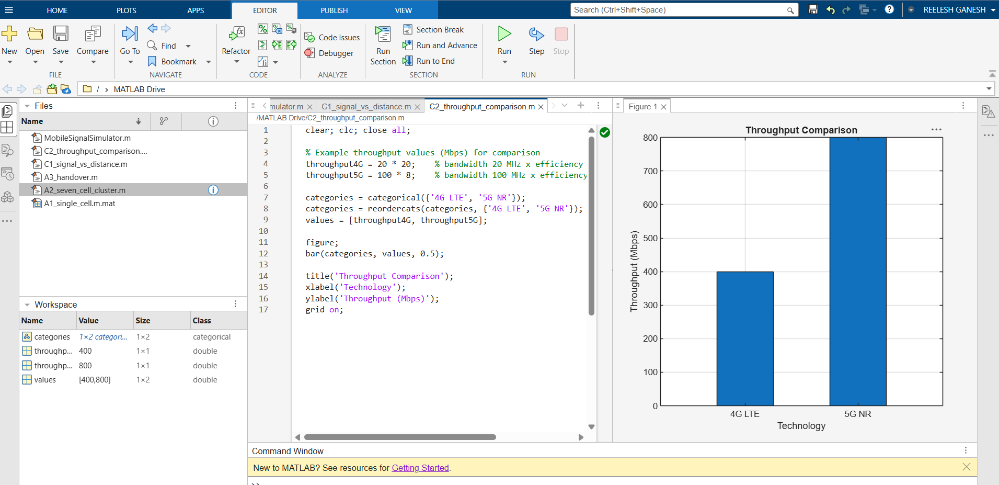 HOME PLOTS APPS EDITOR PUBLISH VIEW Search (Ctrl+Shift+Space) REELESH GANESH
New Open Save Compare Go To Find Bookmark Refactor Code Issues Debugger Run Section Section Break Run and Advance Run to End Run Step Stop
FILE NAVIGATE CODE ANALYZE SECTION RUN
/ › MATLAB Drive
Files
Name
MobileSignalSimulator.m
C2_throughput_comparison....
C1_signal_vs_distance.m
A3_handover.m
A2_seven_cell_cluster.m
A1_single_cell.m.mat
Workspace
Name Value Size Class
categories 1×2 categori... 1×2 categorical
throughp... 400 1×1 double
throughp... 800 1×1 double
values [400,800] 1×2 double
mulator.m C1_signal_vs_distance.m C2_throughput_comparison.m
/MATLAB Drive/C2_throughput_comparison.m
1 clear; clc; close all;
2
3 % Example throughput values (Mbps) for comparison
4 throughput4G = 20 * 20; % bandwidth 20 MHz x efficiency
5 throughput5G = 100 * 8; % bandwidth 100 MHz x efficiency
6
7 categories = categorical({'4G LTE', '5G NR'});
8 categories = reordercats(categories, {'4G LTE', '5G NR'});
9 values = [throughput4G, throughput5G];
10
11 figure;
12 bar(categories, values, 0.5);
13
14 title('Throughput Comparison');
15 xlabel('Technology');
16 ylabel('Throughput (Mbps)');
17 grid on;
Figure 1
Throughput Comparison
800
700
600
500
400
300
200
100
0
Throughput (Mbps)
4G LTE 5G NR
Technology
Command Window
New to MATLAB? See resources for Getting Started.
>>